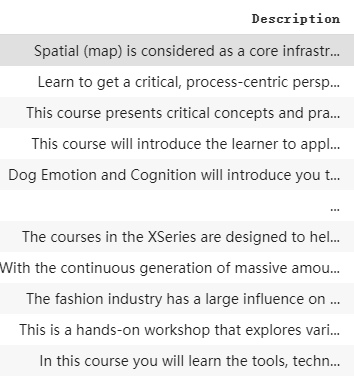 Description
Spatial (map) is considered as a core infrastr...
Learn to get a critical, process-centric persp...
This course presents critical concepts and pra...
This course will introduce the learner to appl...
Dog Emotion and Cognition will introduce you t...
...
The courses in the XSeries are designed to hel...
With the continuous generation of massive amou...
The fashion industry has a large influence on ...
This is a hands-on workshop that explores vari...
In this course you will learn the tools, techn...